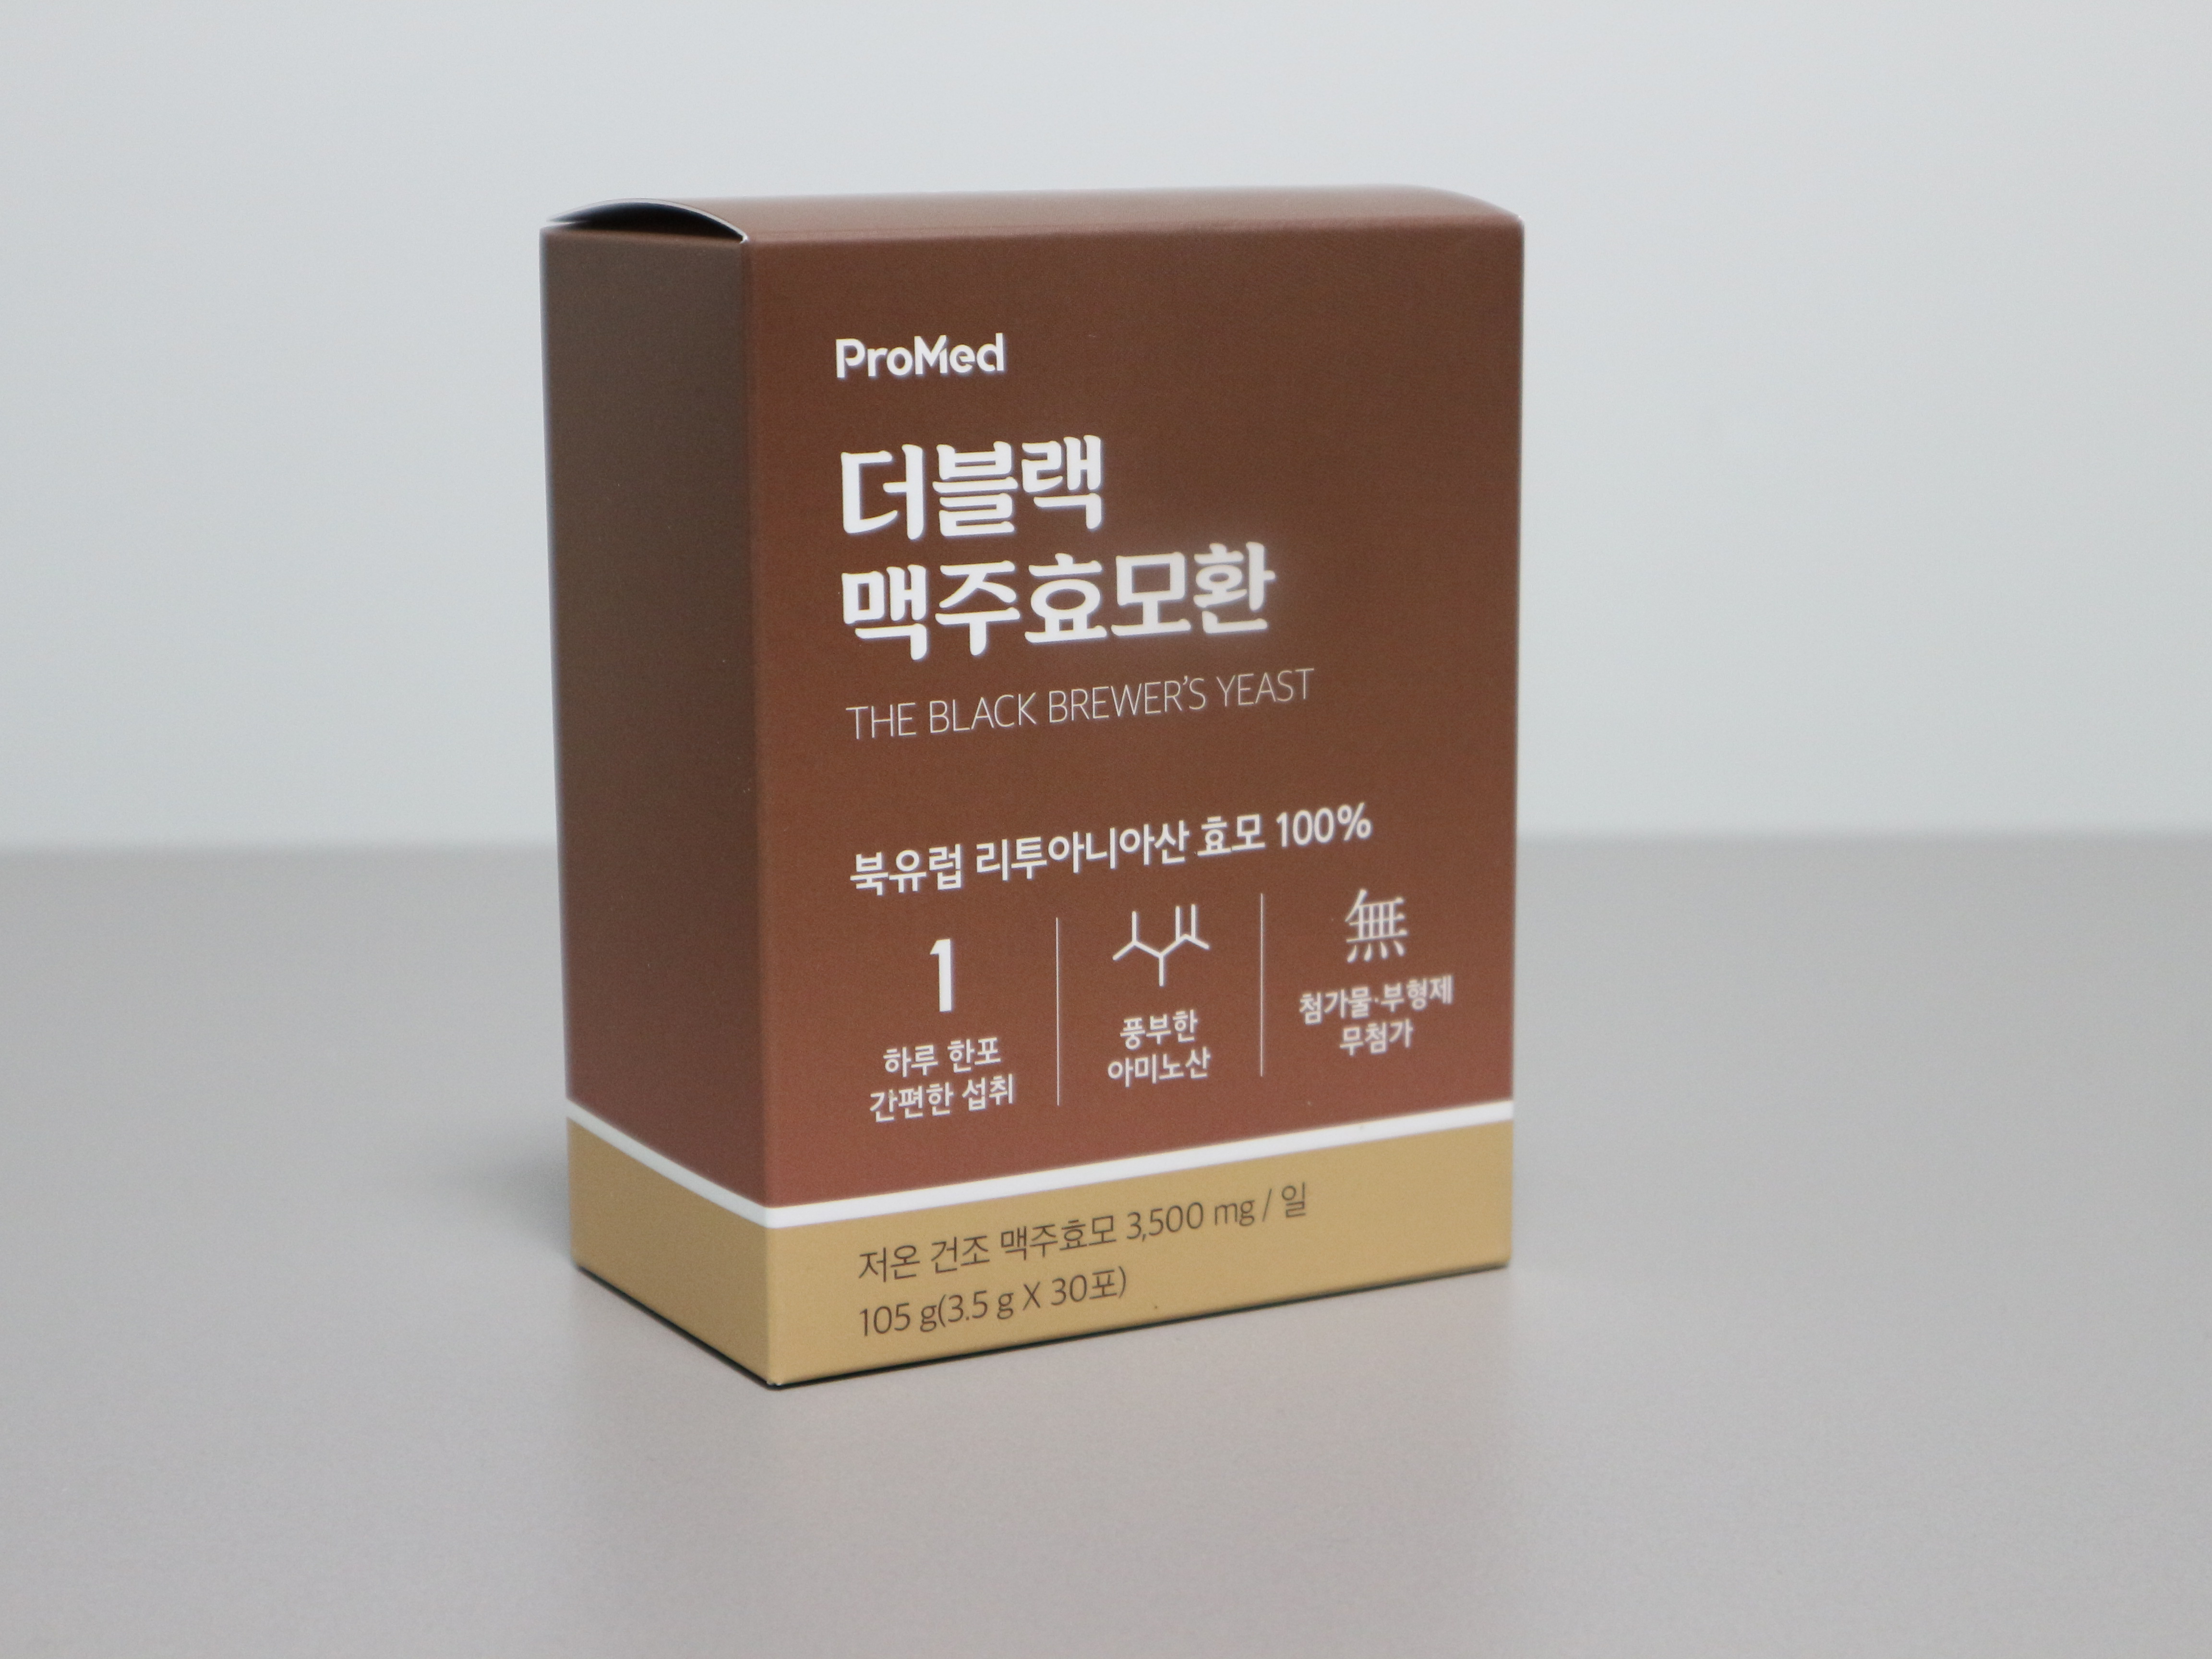 ProMed
더블랙
맥주효모환
THE BLACK BREWER'S YEAST
북유럽 리투아니아산 효모 100%
1
하루 한포
간편한 섭취
풍부한
아미노산
無
첨가물·부형제
무첨가
저온 건조 맥주효모 3,500 mg / 일
105 g(3.5 g X 30포)